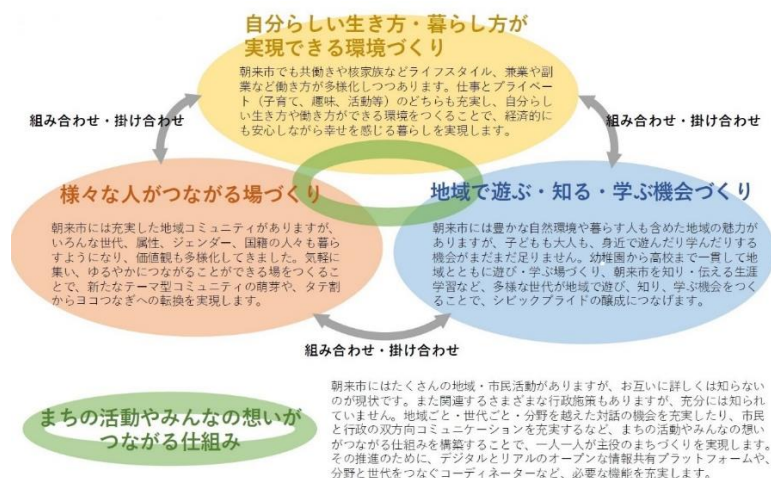 自分らしい生き方・暮らし方が
実現できる環境づくり
朝来市でも共働きや核家族などライフスタイル、兼業や副
業など働き方が多様化しつつあります。仕事とプライベー
ト（子育て、趣味、活動等）のどちらも充実し、自分らし
い生き方や働き方ができる環境をつくることで、経済的に
も安心しながら幸せを感じる暮らしを実現します。
組み合わせ・掛け合わせ
組み合わせ・掛け合わせ
様々な人がつながる場づくり
朝来市には充実した地域コミュニティがありますが、
いろんな世代、属性、ジェンダー、国籍の人々も暮ら
すようになり、価値観も多様化してきました。気軽に
集い、ゆるやかにつながることができる場をつくるこ
とで、新たなテーマ型コミュニティの萌芽や、タテ割
からヨコつなぎへの転換を実現します。
地域で遊ぶ・知る・学ぶ機会づくり
朝来市には豊かな自然環境や暮らす人も含めた地域の魅力
がありますが、子どもも大人も、身近で遊んだり学んだりする
機会がまだまだ足りません。幼稚園から高校まで一貫して地
域とともに遊び・学ぶ場づくり、朝来市を知り・伝える生涯
学習など、多様な世代が地域で遊び、知り、学ぶ機会をつく
ることで、シビックプライドの醸成につなげます。
組み合わせ・掛け合わせ
まちの活動やみんなの想いが
つながる仕組み
朝来市にはたくさんの地域・市民活動がありますが、お互いに詳しくは知らない
のが現状です。また関連するさまざまな行政施策もありますが、充分には知られ
ていません。地域ごと・世代ごと・分野を越えた対話の機会を充実したり、市民
と行政の双方向コミュニケーションを充実するなど、まちの活動やみんなの想い
がつながる仕組みを構築することで、一人一人が主役のまちづくりを実現します。
その推進のために、デジタルとリアルのオープンな情報共有プラットフォームや、
分野と世代をつなぐコーディネーターなど、必要な機能を充実します。